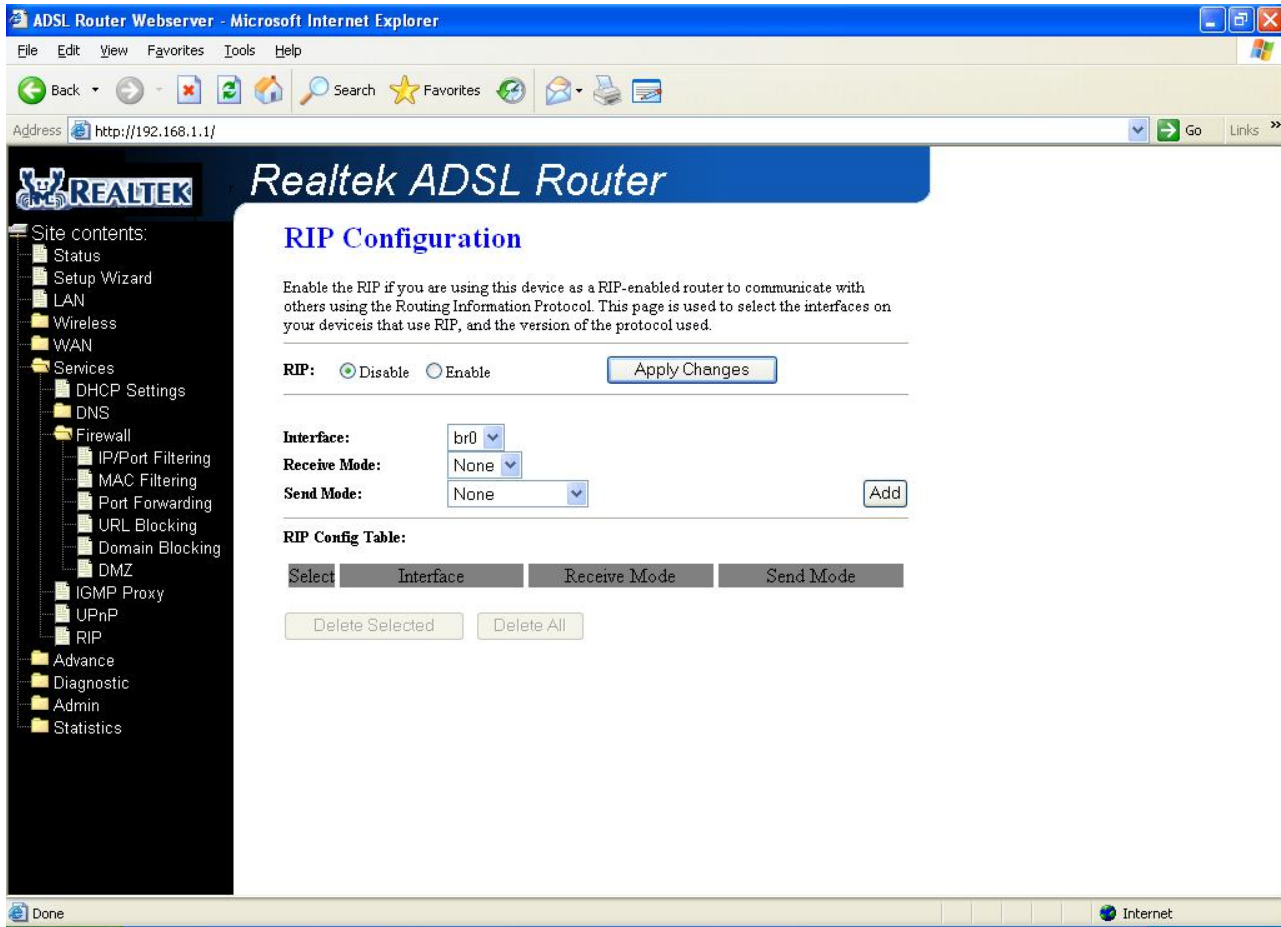 ADSL Router Webserver - Microsoft Internet Explorer
File Edit View Favorites Tools Help
Back Search Favorites
Address http://192.168.1.1/ Go Links »
REALTEK
Realtek ADSL Router
Site contents:
Status
Setup Wizard
LAN
Wireless
WAN
Services
DHCP Settings
DNS
Firewall
IP/Port Filtering
MAC Filtering
Port Forwarding
URL Blocking
Domain Blocking
DMZ
IGMP Proxy
UPnP
RIP
Advance
Diagnostic
Admin
Statistics
RIP Configuration
Enable the RIP if you are using this device as a RIP-enabled router to communicate with
others using the Routing Information Protocol. This page is used to select the interfaces on
your deviceis that use RIP, and the version of the protocol used.
RIP: Disable Enable Apply Changes
Interface: br0
Receive Mode: None
Send Mode: None Add
RIP Config Table:
Select Interface Receive Mode Send Mode
Delete Selected Delete All
Done Internet